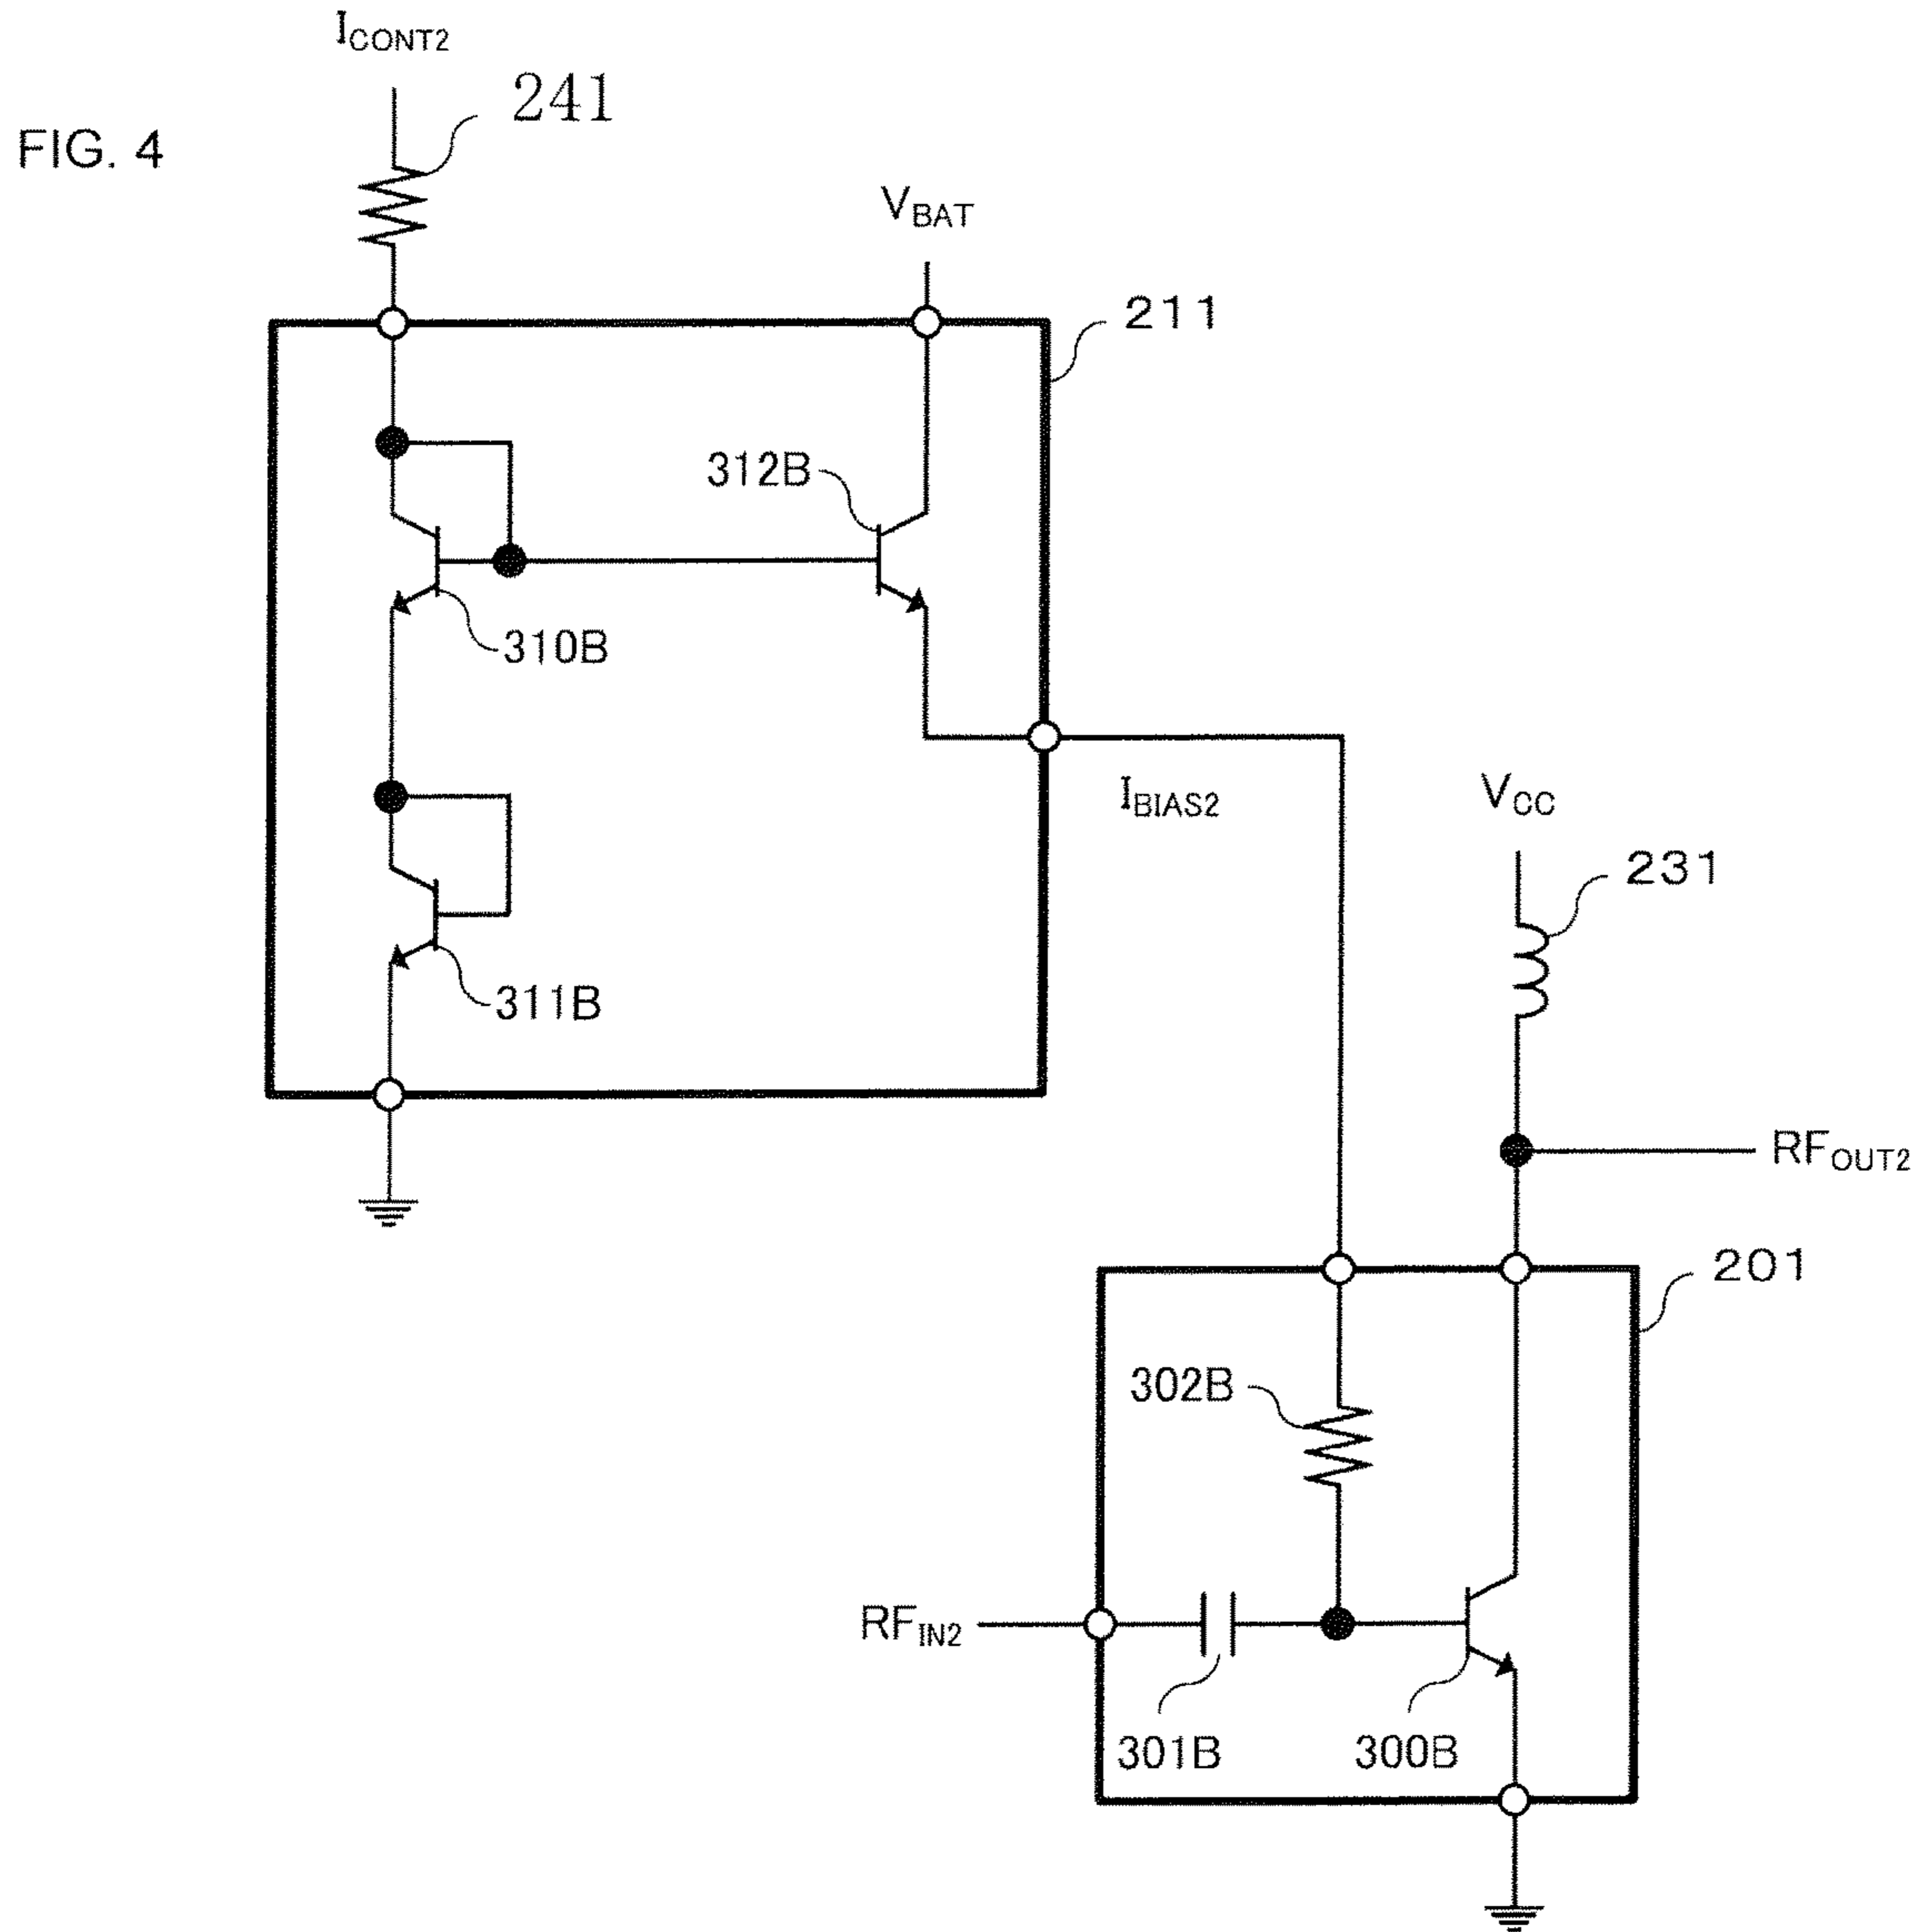 I_CONT2
241
FIG. 4
V_BAT
211
312B
310B
I_BIAS2
V_CC
231
311B
RF_OUT2
201
302B
RF_IN2
301B
300B